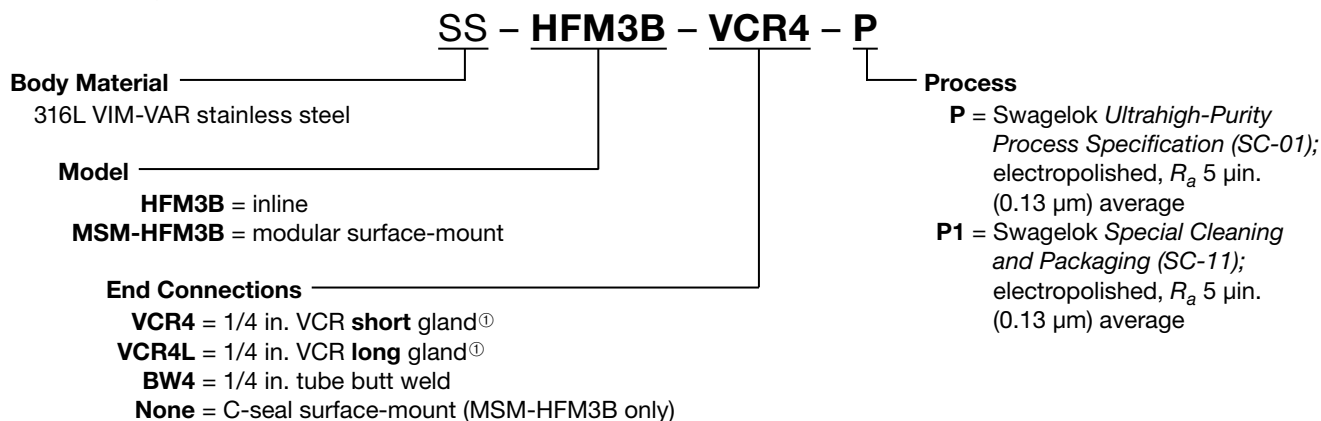 SS – HFM3B – VCR4 – P
Body Material
316L VIM-VAR stainless steel
Model
HFM3B = inline
MSM-HFM3B = modular surface-mount
End Connections
VCR4 = 1/4 in. VCR short gland①
VCR4L = 1/4 in. VCR long gland①
BW4 = 1/4 in. tube butt weld
None = C-seal surface-mount (MSM-HFM3B only)
Process
P = Swagelok Ultrahigh-Purity
Process Specification (SC-01);
electropolished, Ra 5 µin.
(0.13 µm) average
P1 = Swagelok Special Cleaning
and Packaging (SC-11);
electropolished, Ra 5 µin.
(0.13 µm) average